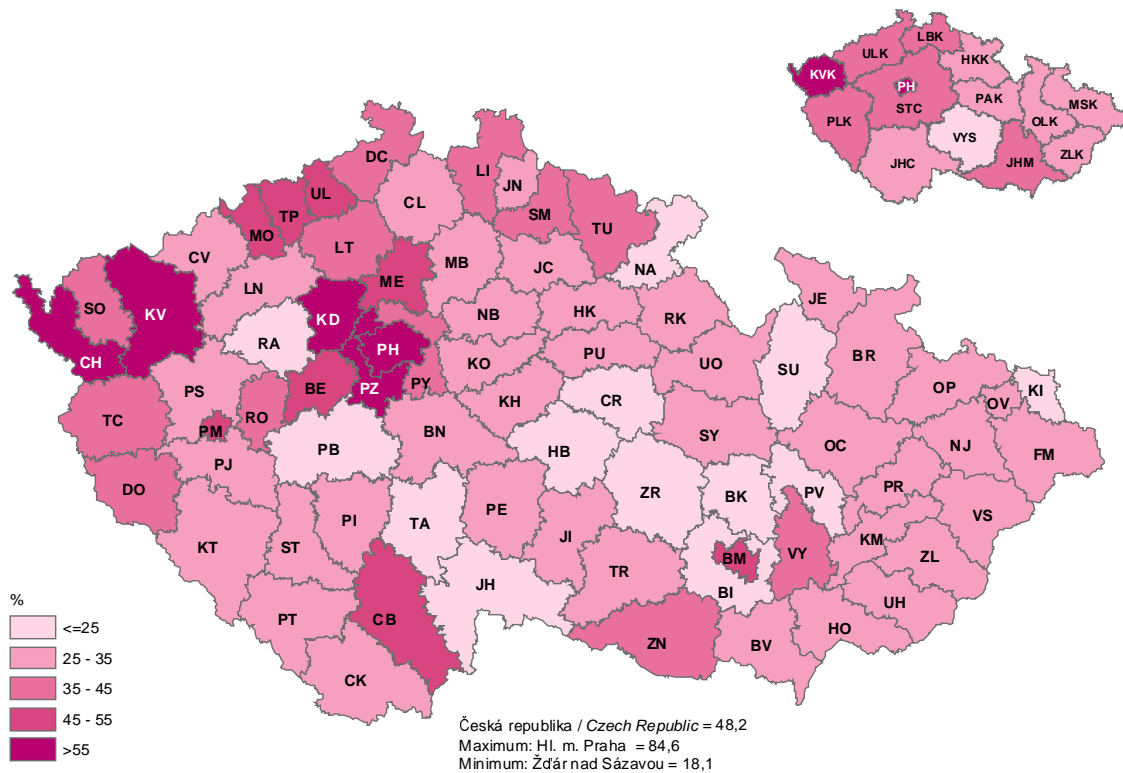 LBK
ULK
HKK
KVK
PH
PAK
MSK
STC
PLK
OLK
VYS
ZLK
JHM
JHC
DC
LI
JN
UL
TP
CL
SM
TU
MO
LT
CV
NA
MB
JC
ME
LN
SO
KV
KD
NB
HK
RK
JE
RA
PH
BR
CH
KO
PU
UO
SU
PZ
PY
BE
PS
OP
KI
CR
OV
KH
TC
RO
PM
BN
SY
OC
NJ
PB
HB
FM
PJ
DO
ZR
BK
PV
PR
VS
PI
TA
PE
KT
ST
JI
KM
VY
ZL
BM
TR
JH
BI
UH
PT
CB
HO
ZN
BV
CK
%
<=25
25 - 35
35 - 45
45 - 55
>55
Česká republika / Czech Republic = 48,2
Maximum: Hl. m. Praha = 84,6
Minimum: Žďár nad Sázavou = 18,1